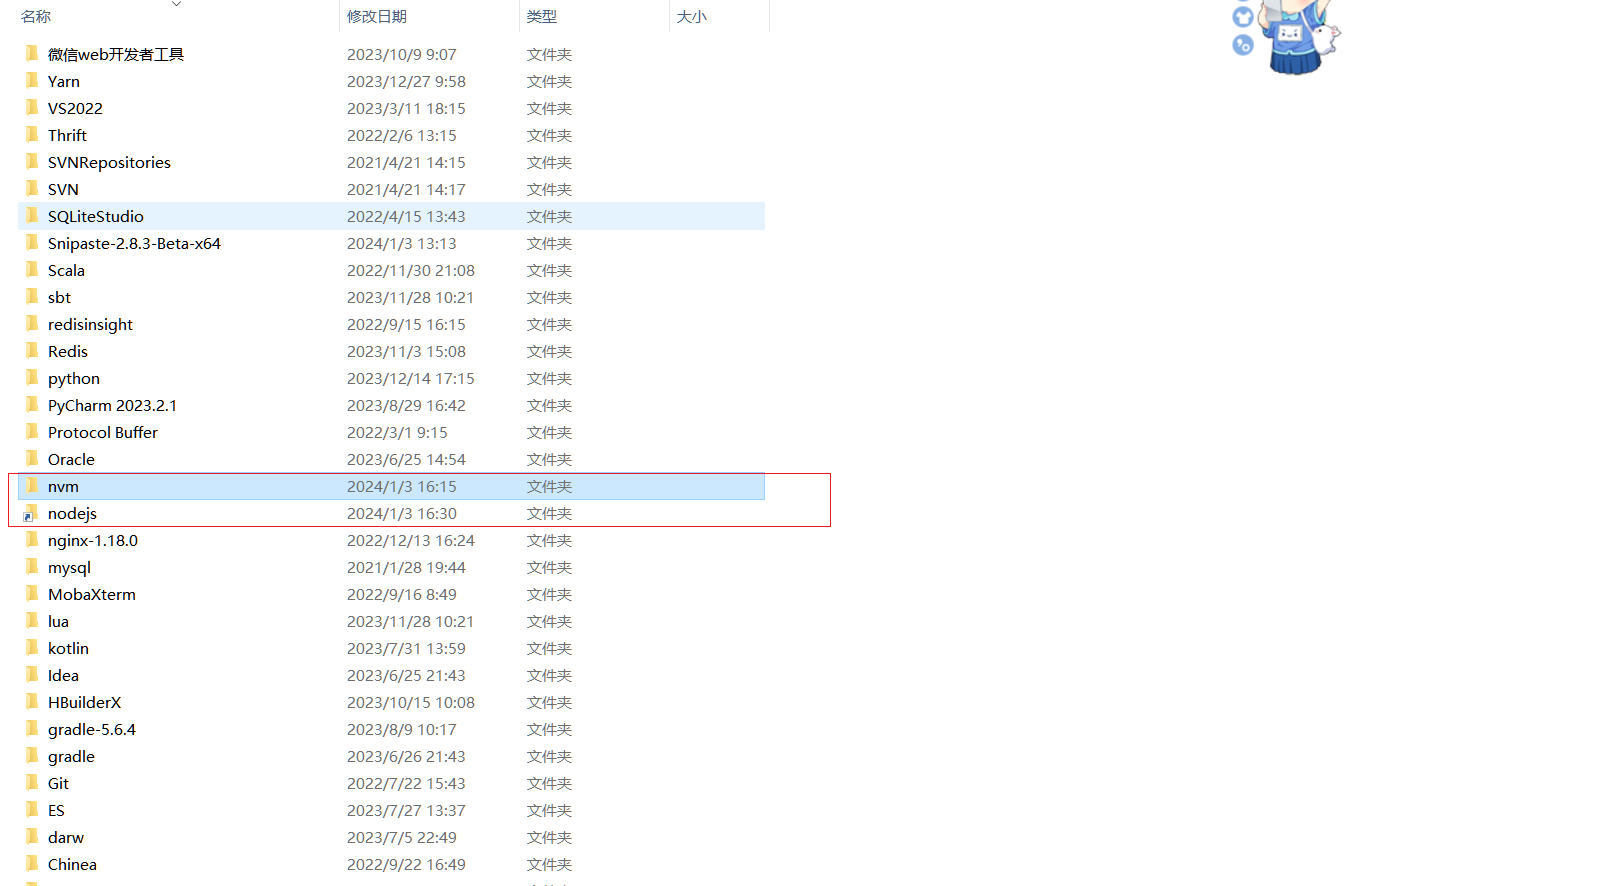 名称 修改日期 类型 大小
微信web开发者工具 2023/10/9 9:07 文件夹
Yarn 2023/12/27 9:58 文件夹
VS2022 2023/3/11 18:15 文件夹
Thrift 2022/2/6 13:15 文件夹
SVNRepositories 2021/4/21 14:15 文件夹
SVN 2021/4/21 14:17 文件夹
SQLiteStudio 2022/4/15 13:43 文件夹
Snipaste-2.8.3-Beta-x64 2024/1/3 13:13 文件夹
Scala 2022/11/30 21:08 文件夹
sbt 2023/11/28 10:21 文件夹
redisinsight 2022/9/15 16:15 文件夹
Redis 2023/11/3 15:08 文件夹
python 2023/12/14 17:15 文件夹
PyCharm 2023.2.1 2023/8/29 16:42 文件夹
Protocol Buffer 2022/3/1 9:15 文件夹
Oracle 2023/6/25 14:54 文件夹
nvm 2024/1/3 16:15 文件夹
nodejs 2024/1/3 16:30 文件夹
nginx-1.18.0 2022/12/13 16:24 文件夹
mysql 2021/1/28 19:44 文件夹
MobaXterm 2022/9/16 8:49 文件夹
lua 2023/11/28 10:21 文件夹
kotlin 2023/7/31 13:59 文件夹
Idea 2023/6/25 21:43 文件夹
HBuilderX 2023/10/15 10:08 文件夹
gradle-5.6.4 2023/8/9 10:17 文件夹
gradle 2023/6/26 21:43 文件夹
Git 2022/7/22 15:43 文件夹
ES 2023/7/27 13:37 文件夹
darw 2023/7/5 22:49 文件夹
Chinea 2022/9/22 16:49 文件夹